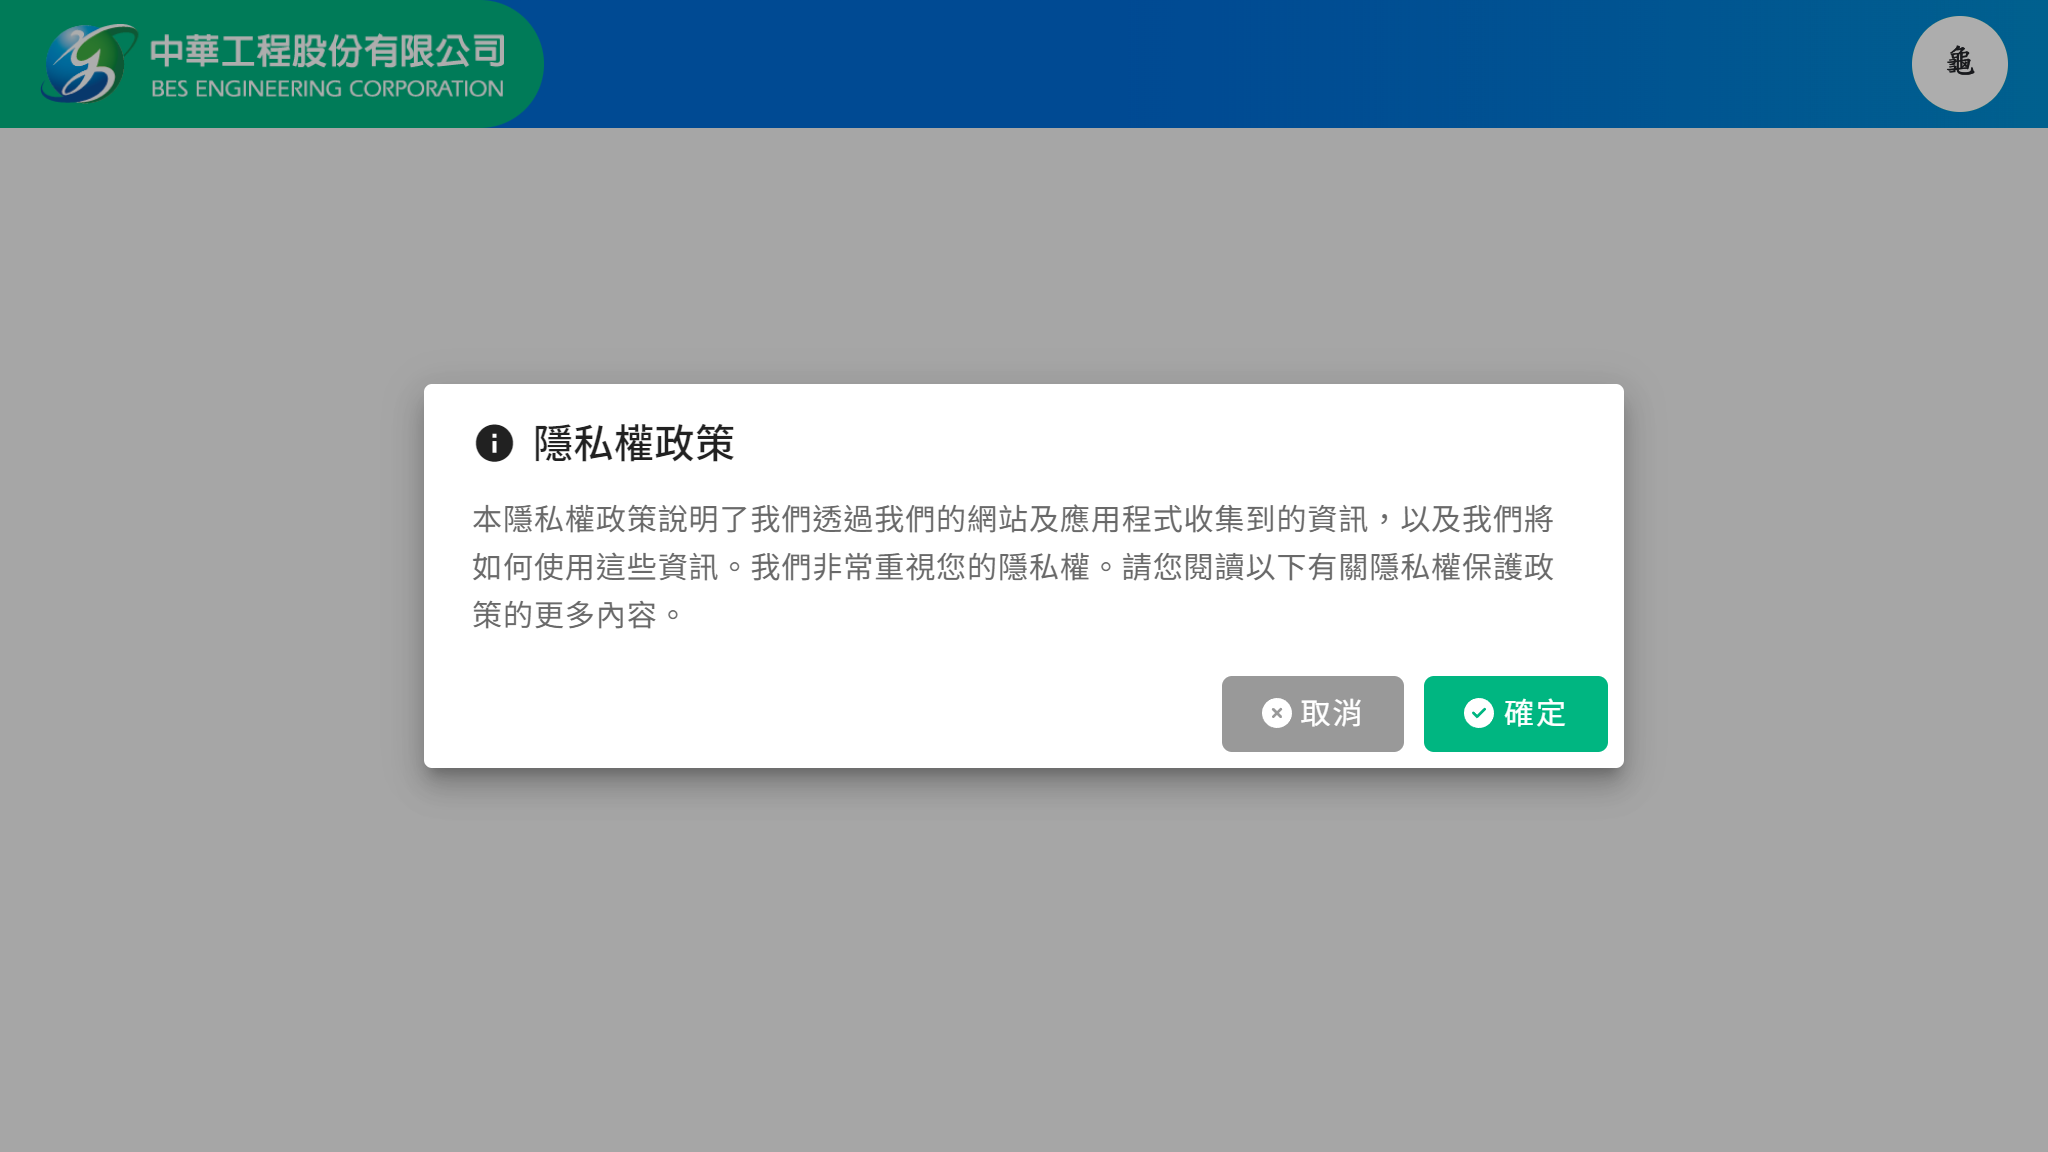 中華工程股份有限公司
BES ENGINEERING CORPORATION
龜
隱私權政策
本隱私權政策說明了我們透過我們的網站及應用程式收集到的資訊，以及我們將
如何使用這些資訊。我們非常重視您的隱私權。請您閱讀以下有關隱私權保護政
策的更多內容。
取消
確定